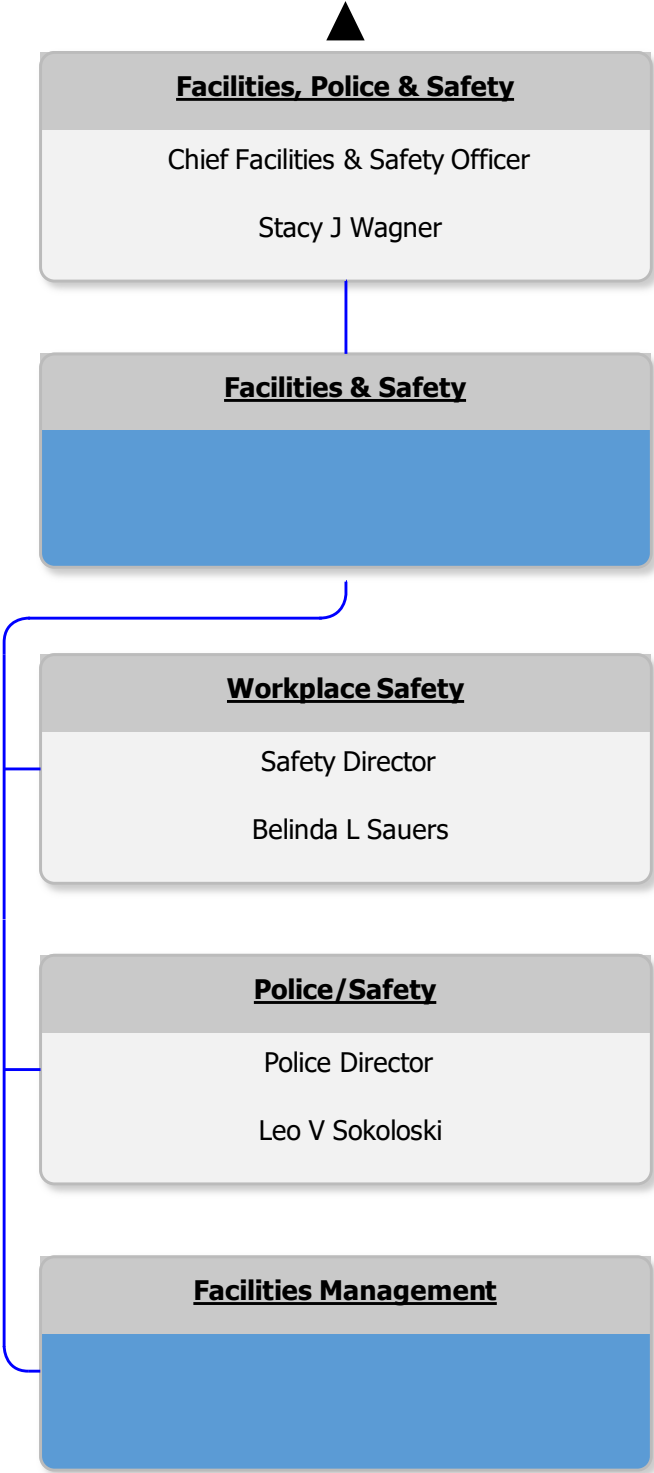 Facilities, Police & Safety
Chief Facilities & Safety Officer
Stacy J Wagner
Facilities & Safety
Workplace Safety
Safety Director
Belinda L Sauers
Police/Safety
Police Director
Leo V Sokoloski
Facilities Management